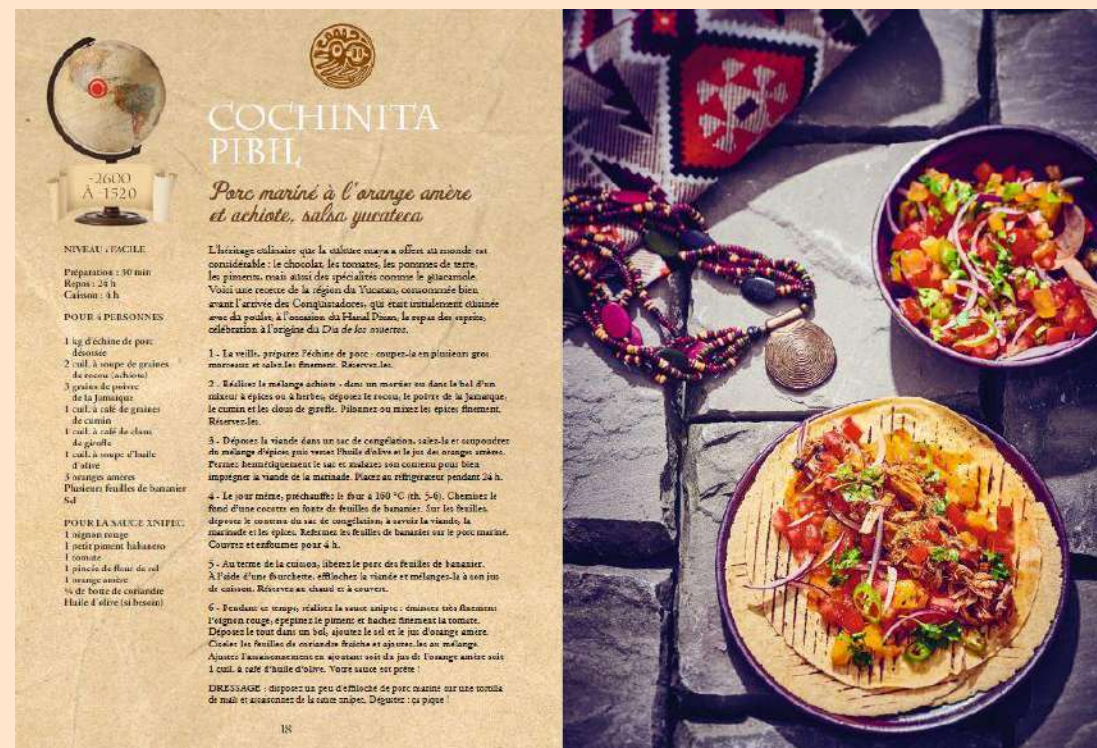 -2600
À -1520
COCHINITA
PIBIL
Porc mariné à l'orange amère
et achiote, salsa yucateca
NIVEAU : FACILE
Préparation : 30 min
Repos : 24 h
Cuisson : 4 h
POUR 4 PERSONNES
1 kg d'échine de porc
désossée
2 cuil. à soupe de graines
de rocou (achiote)
3 grains de poivre
de la Jamaïque
1 cuil. à café de graines
de cumin
1 cuil. à café de clous
de girofle
1 cuil. à soupe d'huile
d'olive
3 oranges amères
Plusieurs feuilles de bananier
Sel
POUR LA SAUCE XNIPEC
1 oignon rouge
1 petit piment habanero
1 tomate
1 pincée de fleur de sel
1 orange amère
¼ de botte de coriandre
Huile d'olive (si besoin)
L'héritage culinaire que la culture maya a offert au monde est
considérable : le chocolat, les tomates, les pommes de terre,
les piments, mais aussi des spécialités comme le guacamole.
Voici une recette de la région du Yucatan, consommée bien
avant l'arrivée des Conquistadores, qui était initialement cuisinée
avec du poulet, à l'occasion du Hanal Pixan, le repas des esprits,
célébration à l'origine du Dia de los muertos.
1 - La veille, préparez l'échine de porc : coupez-la en plusieurs gros
morceaux et salez-les finement. Réservez-les.
2 - Réalisez le mélange achiote : dans un mortier ou dans le bol d'un
mixeur à épices ou à herbes, déposez le rocou, le poivre de la Jamaïque,
le cumin et les clous de girofle. Pilonnez ou mixez les épices finement.
Réservez-les.
3 - Déposez la viande dans un sac de congélation, salez-la et saupoudrez
du mélange d'épices puis versez l'huile d'olive et le jus des oranges amères.
Fermez hermétiquement le sac et malaxez son contenu pour bien
imprégner la viande de la marinade. Placez au réfrigérateur pendant 24 h.
4 - Le jour même, préchauffez le four à 160 °C (th. 5-6). Chemisez le
fond d'une cocotte en fonte de feuilles de bananier. Sur les feuilles,
déposez le contenu du sac de congélation, à savoir la viande, la
marinade et les épices. Refermez les feuilles de bananier sur le porc mariné.
Couvrez et enfournez pour 4 h.
5 - Au terme de la cuisson, libérez le porc des feuilles de bananier.
À l'aide d'une fourchette, effilochez la viande et mélangez-la à son jus
de cuisson. Réservez au chaud et à couvert.
6 - Pendant ce temps, réalisez la sauce xnipec : émincez très finement
l'oignon rouge, épépinez le piment et hachez finement la tomate.
Déposez le tout dans un bol, ajoutez le sel et le jus d'orange amère.
Ciselez les feuilles de coriandre fraîche et ajoutez-les au mélange.
Ajustez l'assaisonnement en ajoutant soit du jus de l'orange amère soit
1 cuil. à café d'huile d'olive. Votre sauce est prête !
DRESSAGE : disposez un peu d'effiloché de porc mariné sur une tortilla
de maïs et assaisonnez de la sauce xnipec. Dégustez : ça pique !
18